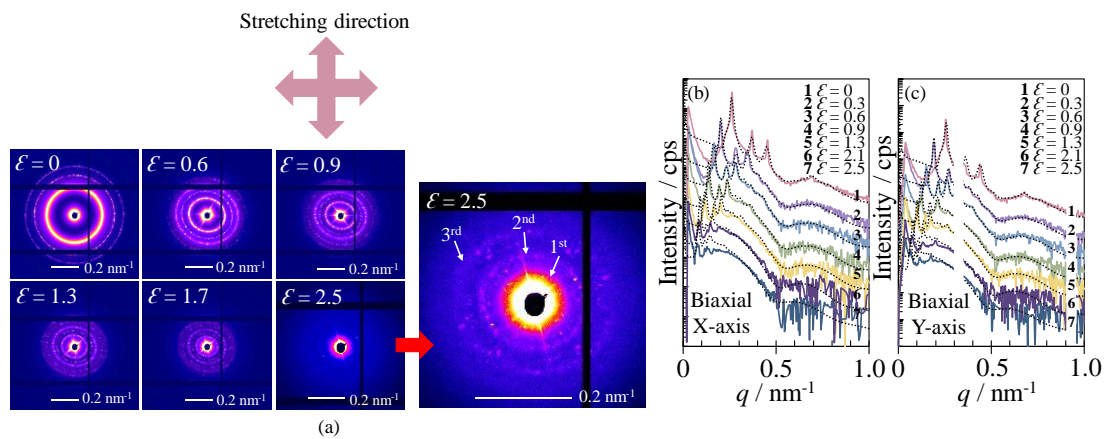 Stretching direction
ℰ = 0
ℰ = 0.6
ℰ = 0.9
0.2 nm-1
0.2 nm-1
0.2 nm-1
ℰ = 1.3
ℰ = 1.7
ℰ = 2.5
0.2 nm-1
0.2 nm-1
0.2 nm-1
ℰ = 2.5
3rd
2nd
1st
0.2 nm-1
(a)
(b)
Intensity / cps
1 ℰ = 0
2 ℰ = 0.3
3 ℰ = 0.6
4 ℰ = 0.9
5 ℰ = 1.3
6 ℰ = 2.1
7 ℰ = 2.5
1
2
3
4
5
6
7
Biaxial
X-axis
0
0.5
1.0
q / nm-1
(c)
Intensity / cps
1 ℰ = 0
2 ℰ = 0.3
3 ℰ = 0.6
4 ℰ = 0.9
5 ℰ = 1.3
6 ℰ = 2.1
7 ℰ = 2.5
1
2
3
4
5
6
7
Biaxial
Y-axis
0
0.5
1.0
q / nm-1